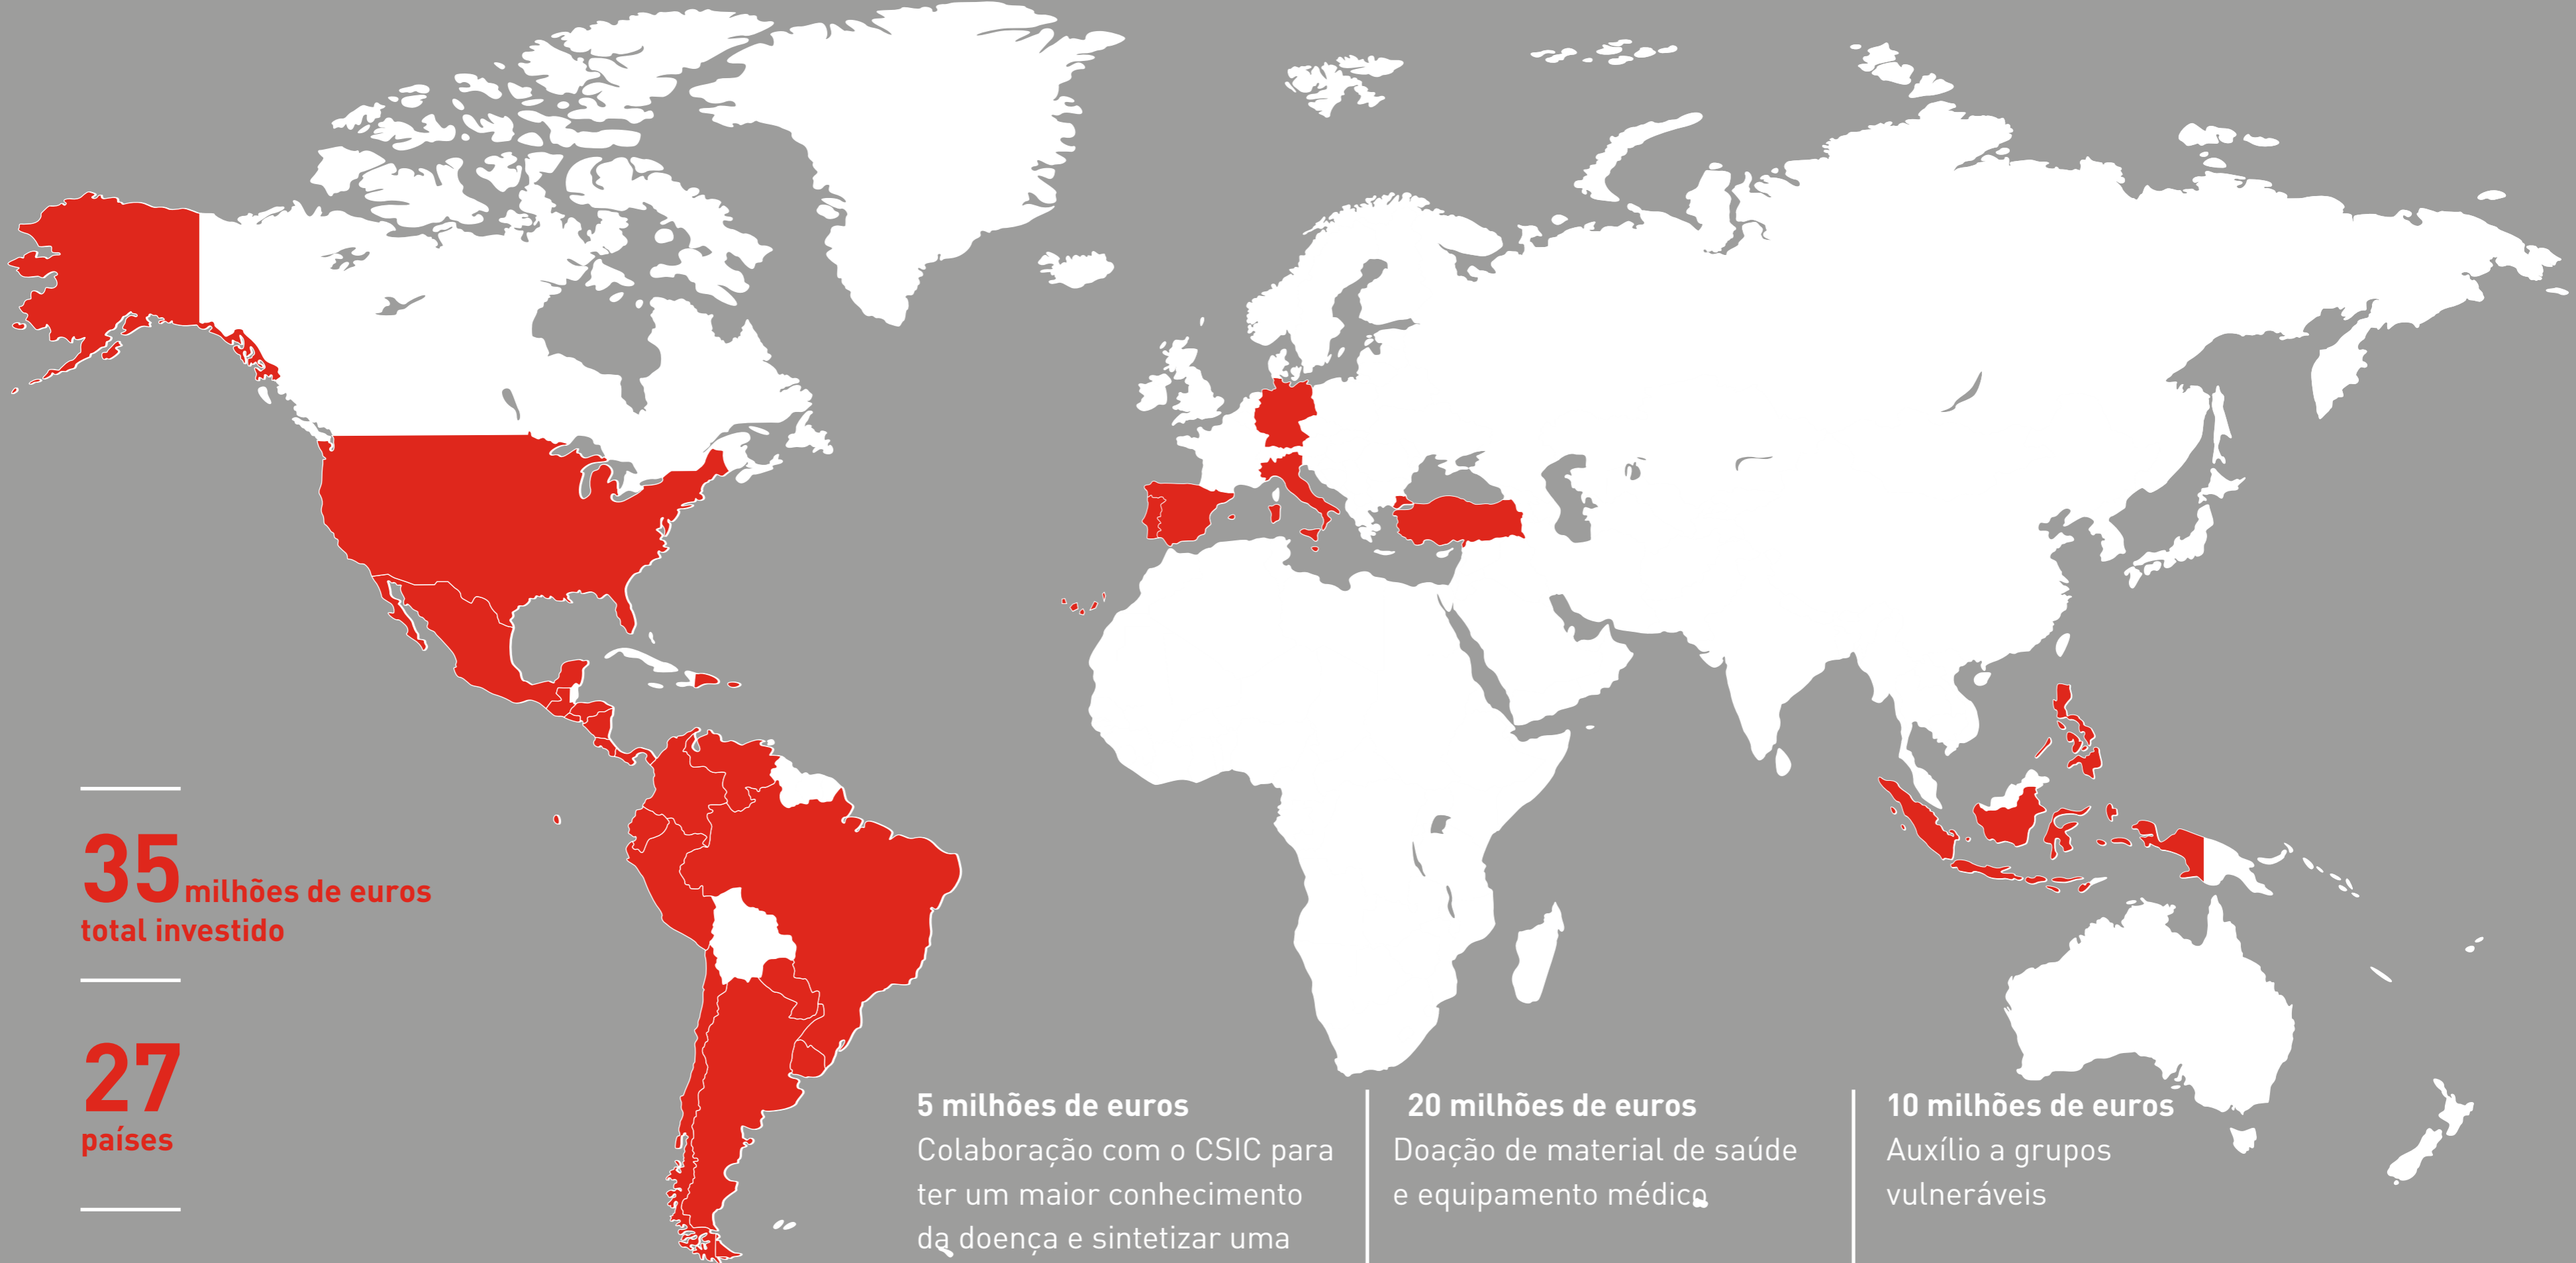 35 milhões de euros
total investido
27
países
5 milhões de euros
Colaboração com o CSIC para
ter um maior conhecimento
da doença e sintetizar uma
20 milhões de euros
Doação de material de saúde
e equipamento médico
10 milhões de euros
Auxílio a grupos
vulneráveis